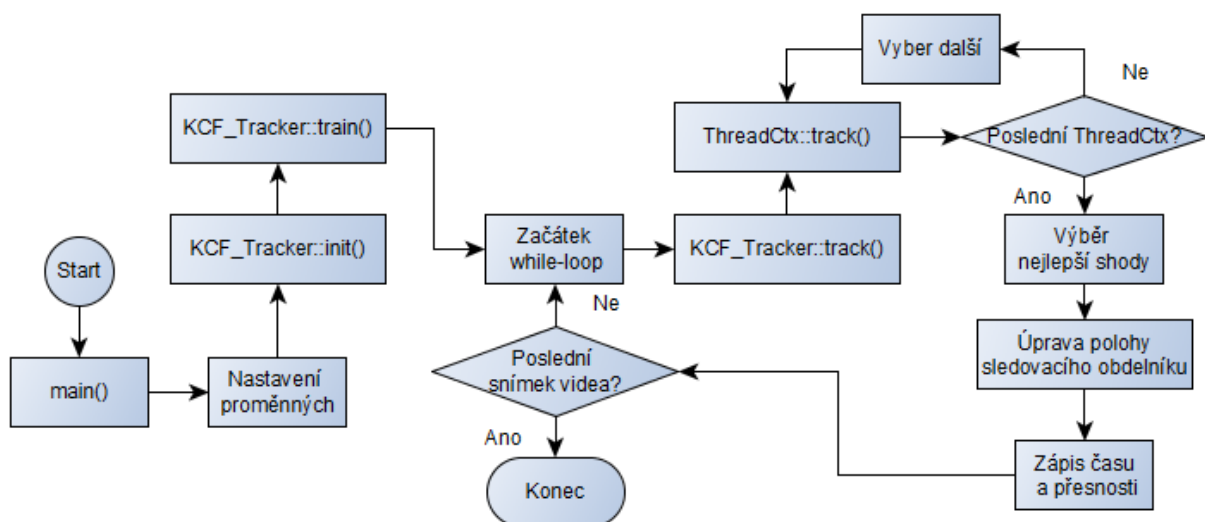 Start
main()
Nastavení
proměnných
KCF_Tracker::init()
KCF_Tracker::train()
Začátek
while-loop
KCF_Tracker::track()
ThreadCtx::track()
Poslední ThreadCtx?
Ne
Vyber další
Ano
Výběr
nejlepší shody
Úprava polohy
sledovacího obdelníku
Zápis času
a přesnosti
Poslední
snímek videa?
Ne
Ano
Konec